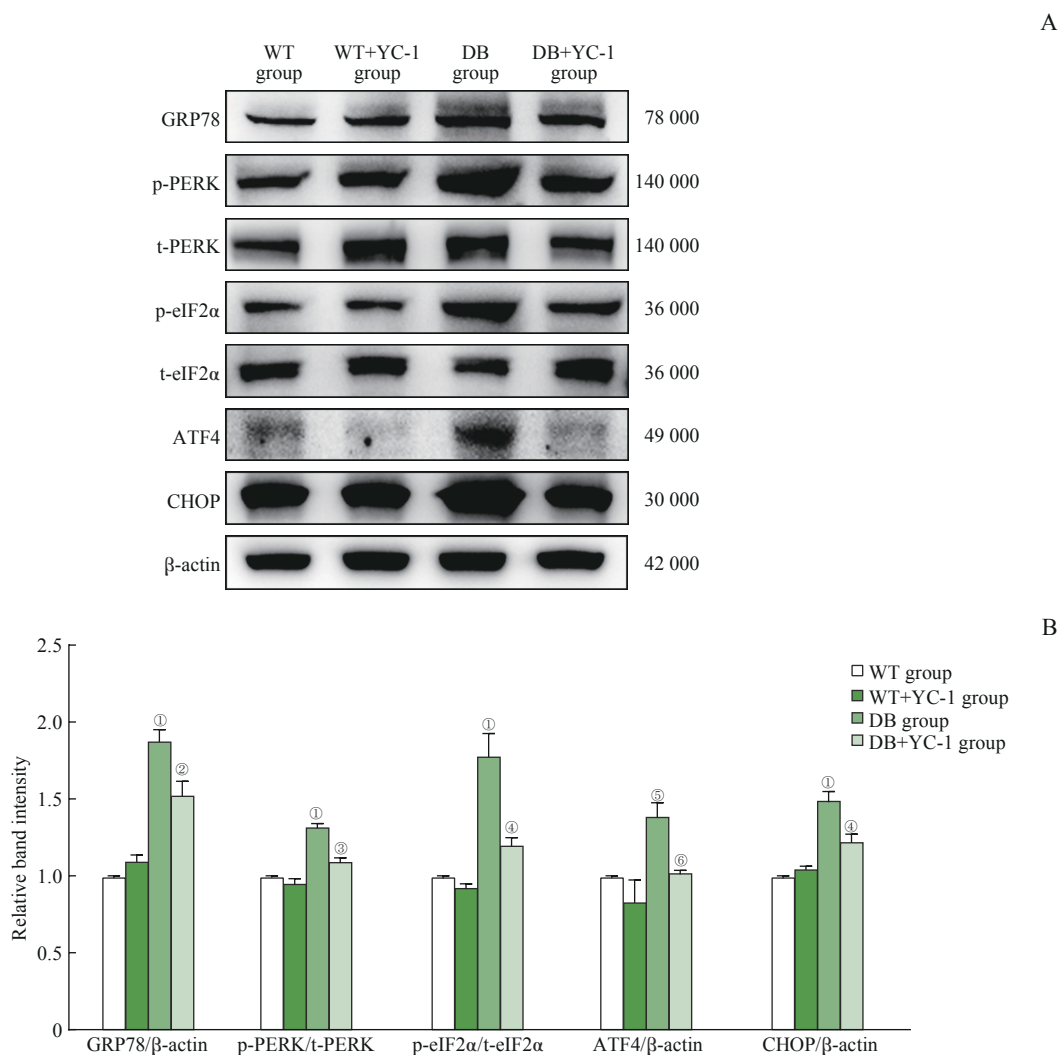 A
WT group
WT+YC-1 group
DB group
DB+YC-1 group
GRP78 78 000
p-PERK 140 000
t-PERK 140 000
p-eIF2α 36 000
t-eIF2α 36 000
ATF4 49 000
CHOP 30 000
β-actin 42 000
B
Relative band intensity
2.5
2.0
1.5
1.0
0.5
0
WT group
WT+YC-1 group
DB group
DB+YC-1 group
① ② ① ③ ① ④ ⑤ ⑥ ① ④
GRP78/β-actin p-PERK/t-PERK p-eIF2α/t-eIF2α ATF4/β-actin CHOP/β-actin